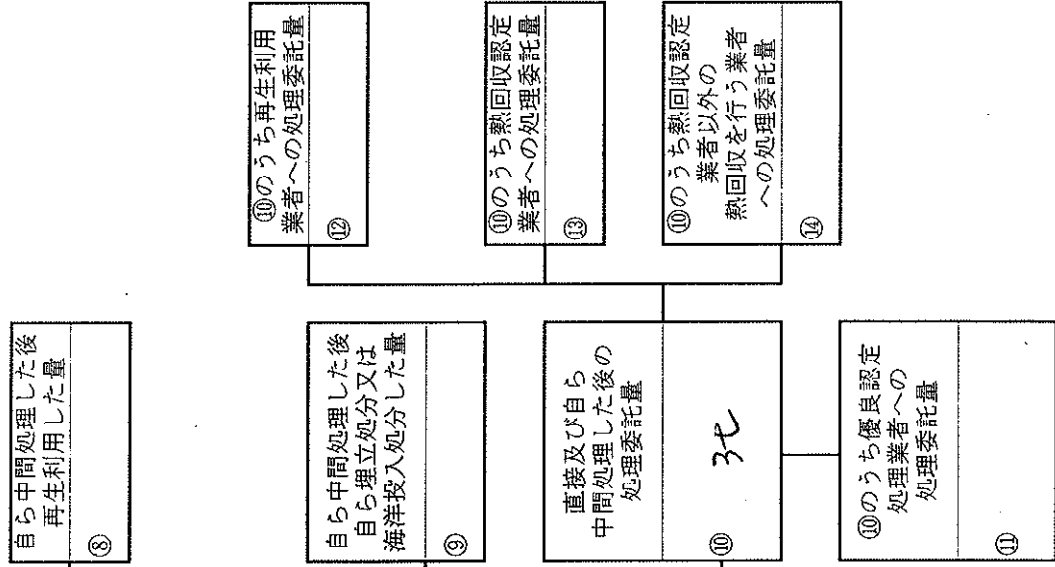 自ら中間処理した後
再生利用した量
⑧
自ら中間処理した後
自ら埋立処分又は
海洋投入処分した量
⑨
直接及び自ら
中間処理した後の
処理委託量
⑩ 3t
⑩のうち優良認定
処理業者への
処理委託量
⑪
⑩のうち再生利用
業者への処理委託量
⑫
⑩のうち熱回収認定
業者への処理委託量
⑬
⑩のうち熱回収認定
業者以外の
熱回収を行う業者
への処理委託量
⑭